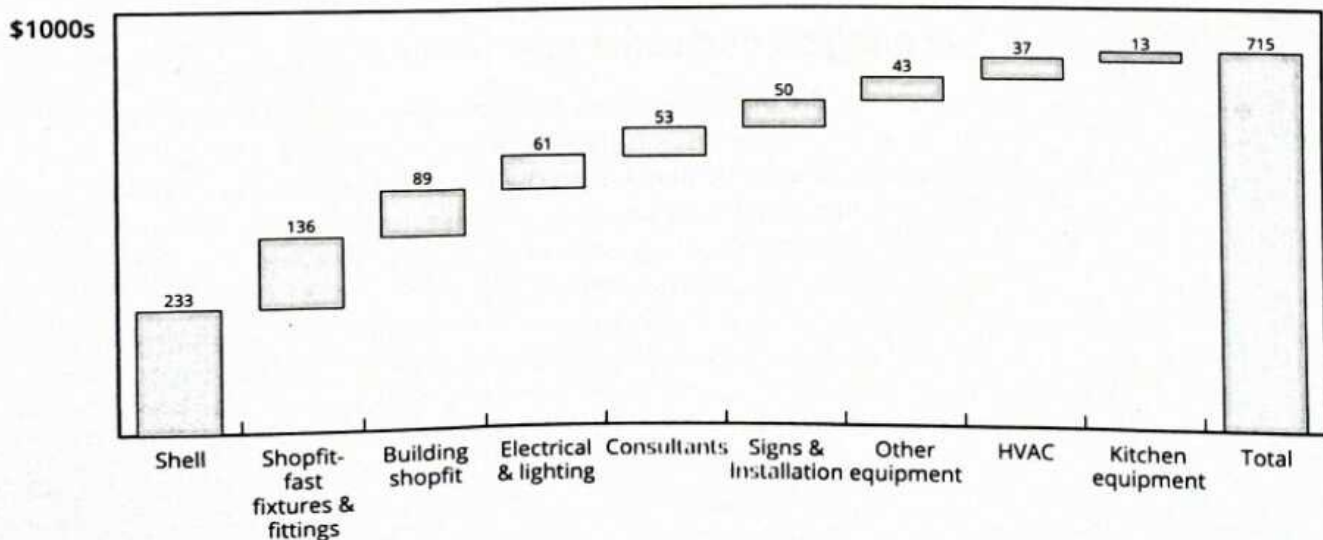 $1000s
233
136
89
61
53
50
43
37
13
715
Shell
Shopfit-
fast
fixtures &
fittings
Building
shopfit
Electrical
& lighting
Consultants
Signs &
Installation
Other
equipment
HVAC
Kitchen
equipment
Total